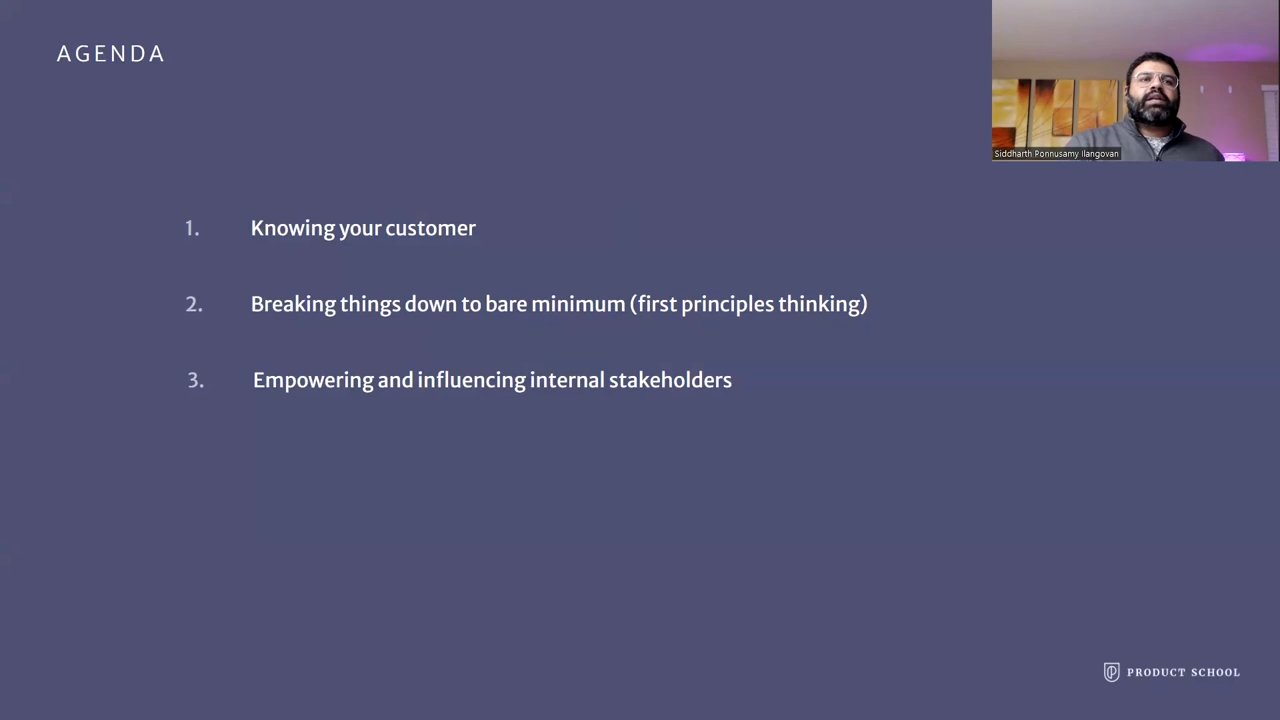 AGENDA
Siddharth Ponnusamy Ilangovan
1. Knowing your customer
2. Breaking things down to bare minimum (first principles thinking)
3. Empowering and influencing internal stakeholders
PRODUCT SCHOOL